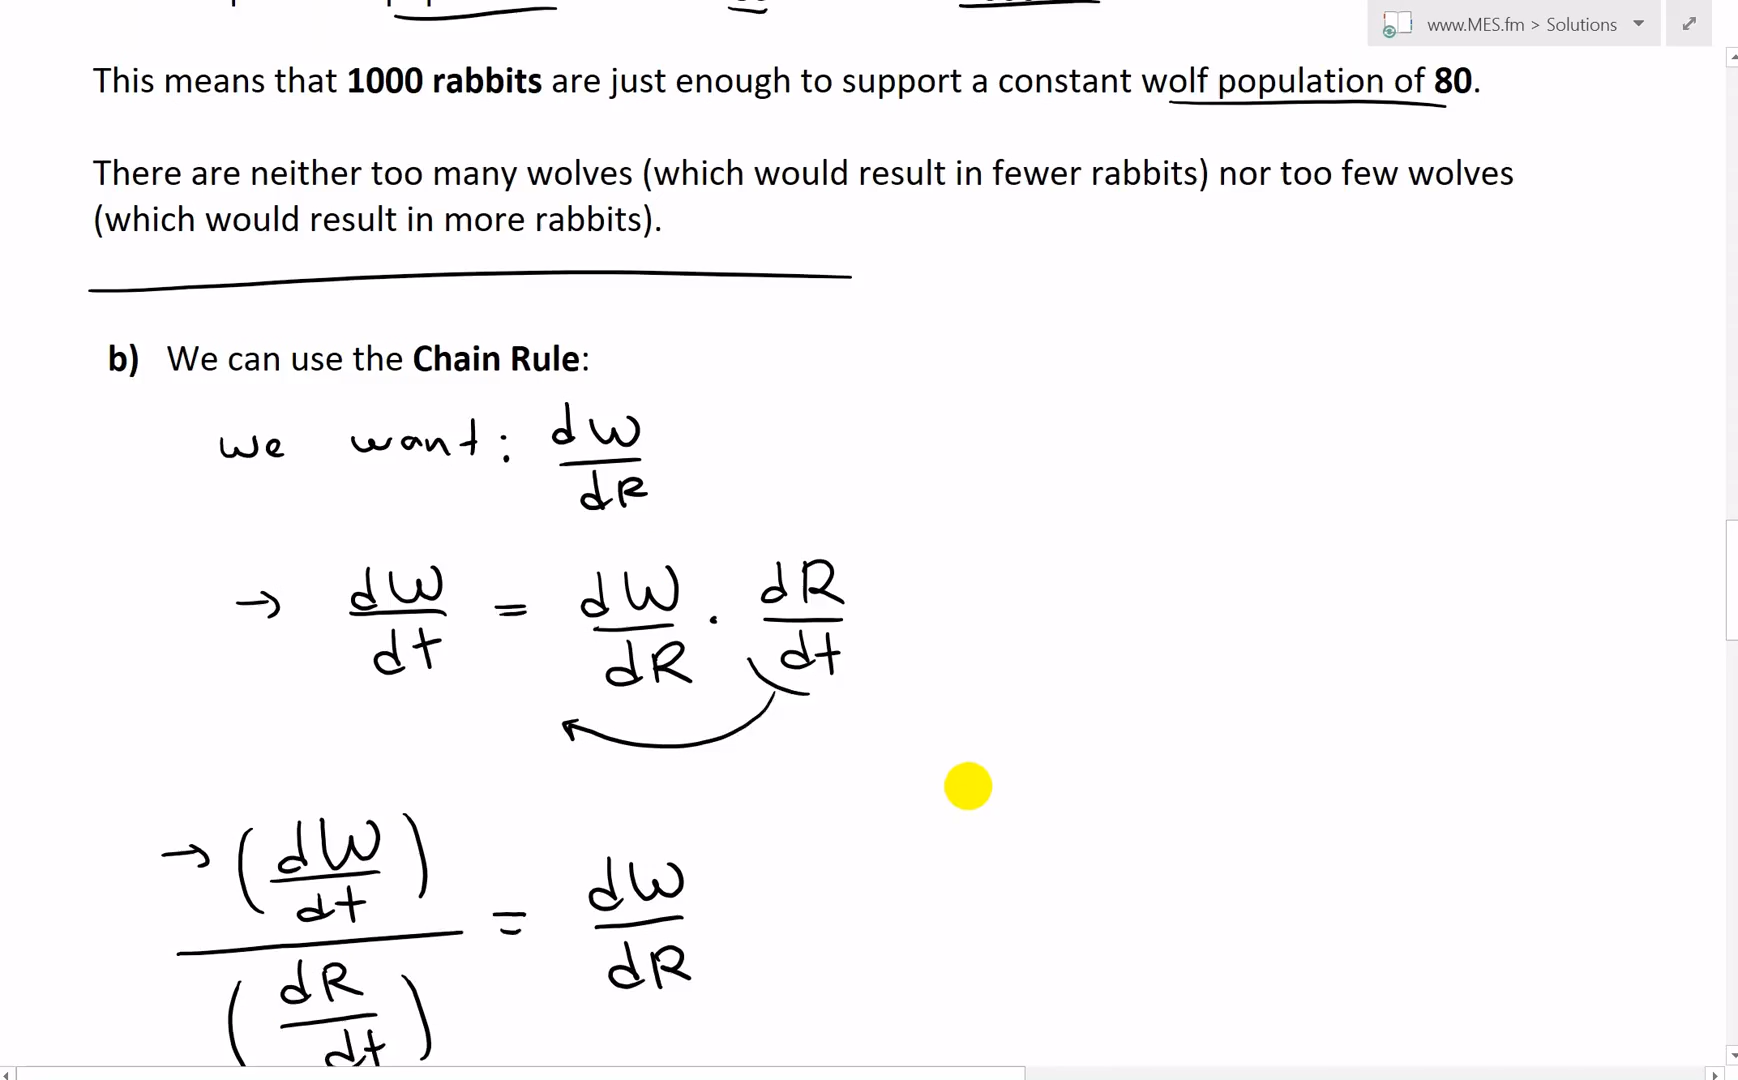 www.MES.fm > Solutions
This means that 1000 rabbits are just enough to support a constant wolf population of 80.
There are neither too many wolves (which would result in fewer rabbits) nor too few wolves
(which would result in more rabbits).
b) We can use the Chain Rule:
we want: dW/dR
→ dW/dt = dW/dR · dR/dt
→ (dW/dt)/(dR/dt) = dW/dR